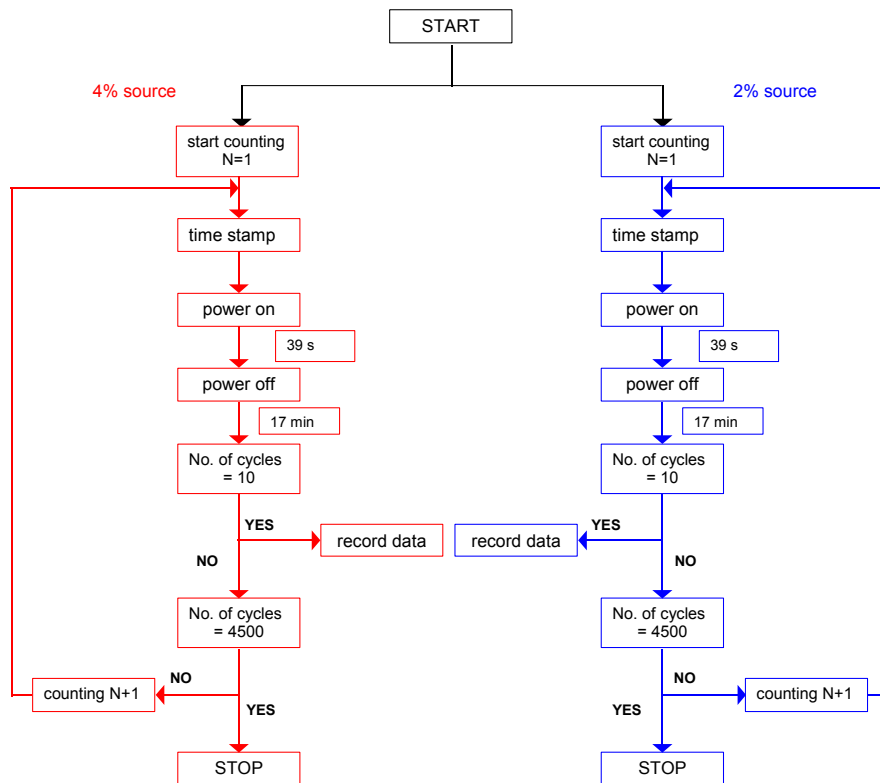 START
4% source
2% source
start counting
N=1
start counting
N=1
time stamp
time stamp
power on
power on
39 s
39 s
power off
power off
17 min
17 min
No. of cycles
= 10
No. of cycles
= 10
YES
YES
record data
record data
NO
NO
No. of cycles
= 4500
No. of cycles
= 4500
NO
NO
counting N+1
counting N+1
YES
YES
STOP
STOP